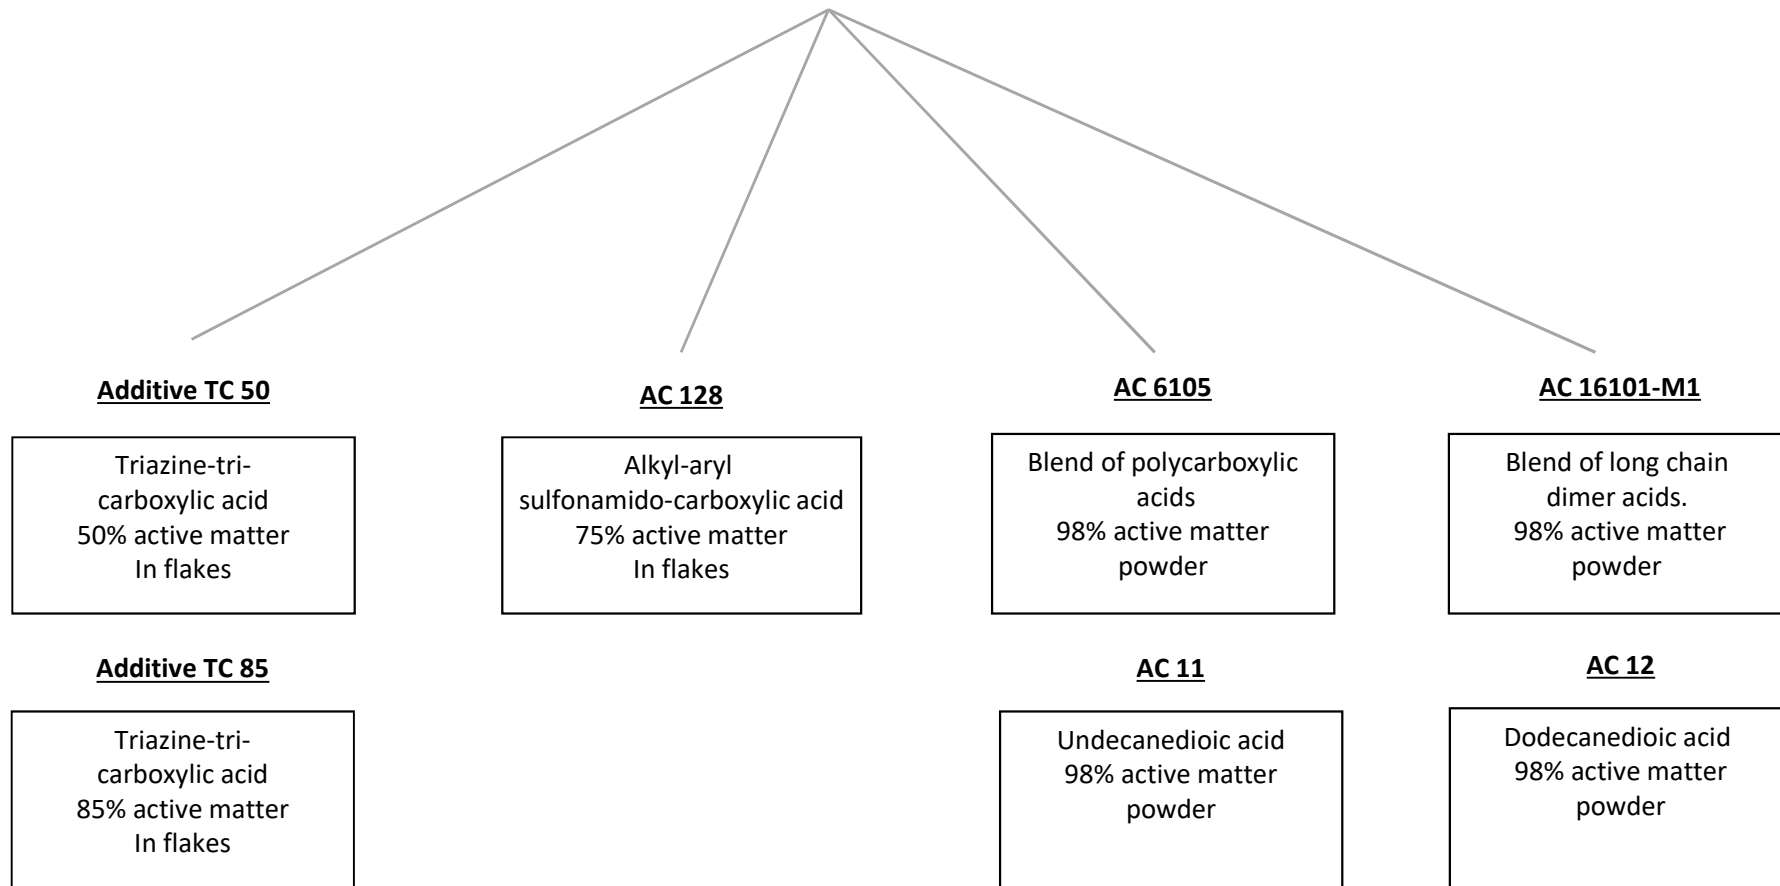 Additive TC 50
Triazine-tri-
carboxylic acid
50% active matter
In flakes
AC 128
Alkyl-aryl
sulfonamido-carboxylic acid
75% active matter
In flakes
AC 6105
Blend of polycarboxylic
acids
98% active matter
powder
AC 16101-M1
Blend of long chain
dimer acids.
98% active matter
powder
Additive TC 85
Triazine-tri-
carboxylic acid
85% active matter
In flakes
AC 11
Undecanedioic acid
98% active matter
powder
AC 12
Dodecanedioic acid
98% active matter
powder